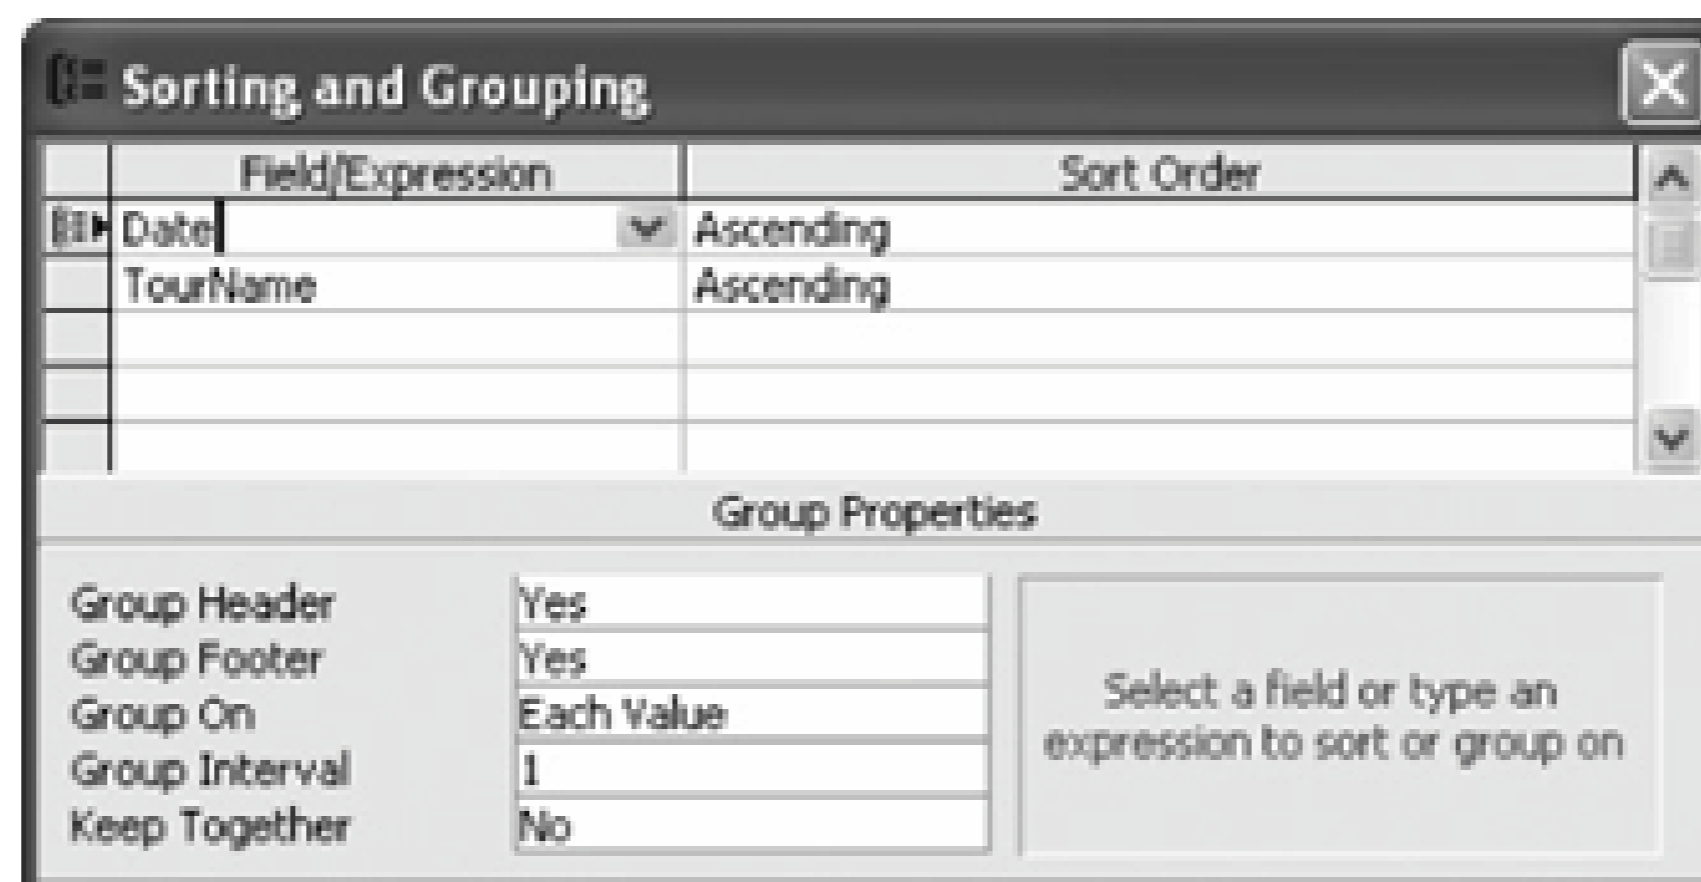 Sorting and Grouping
Field/Expression Sort Order
Date Ascending
TourName Ascending
Group Properties
Group Header Yes
Group Footer Yes
Group On Each Value
Group Interval 1
Keep Together No
Select a field or type an
expression to sort or group on